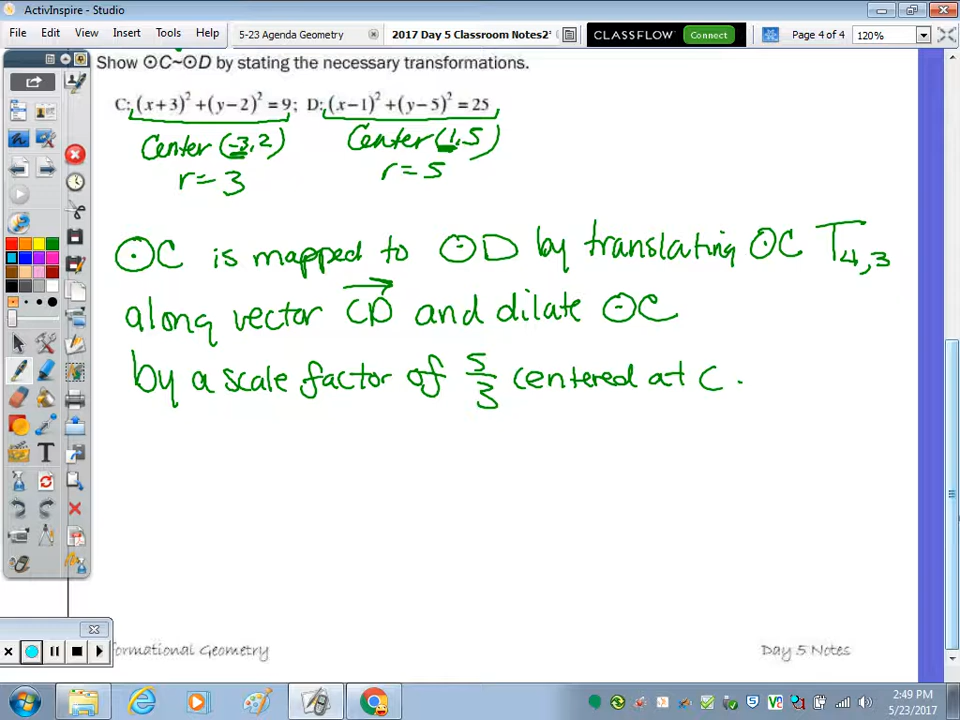 ActivInspire - Studio
File Edit View Insert Tools Help
5-23 Agenda Geometry
2017 Day 5 Classroom Notes2'
CLASSFLOW Connect
Page 4 of 4
120%
Show ⊙C~⊙D by stating the necessary transformations.
C: (x+3)² +(y−2)² = 9; D: (x−1)² +(y−5)² = 25
Center (-3,2) Center (1,5)
r= 3 r= 5
⊙C is mapped to ⊙D by translating ⊙C T₄,₃
along vector CD→ and dilate ⊙C
by a scale factor of 5/3 centered at C .
formational Geometry
Day 5 Notes
2:49 PM
5/23/2017